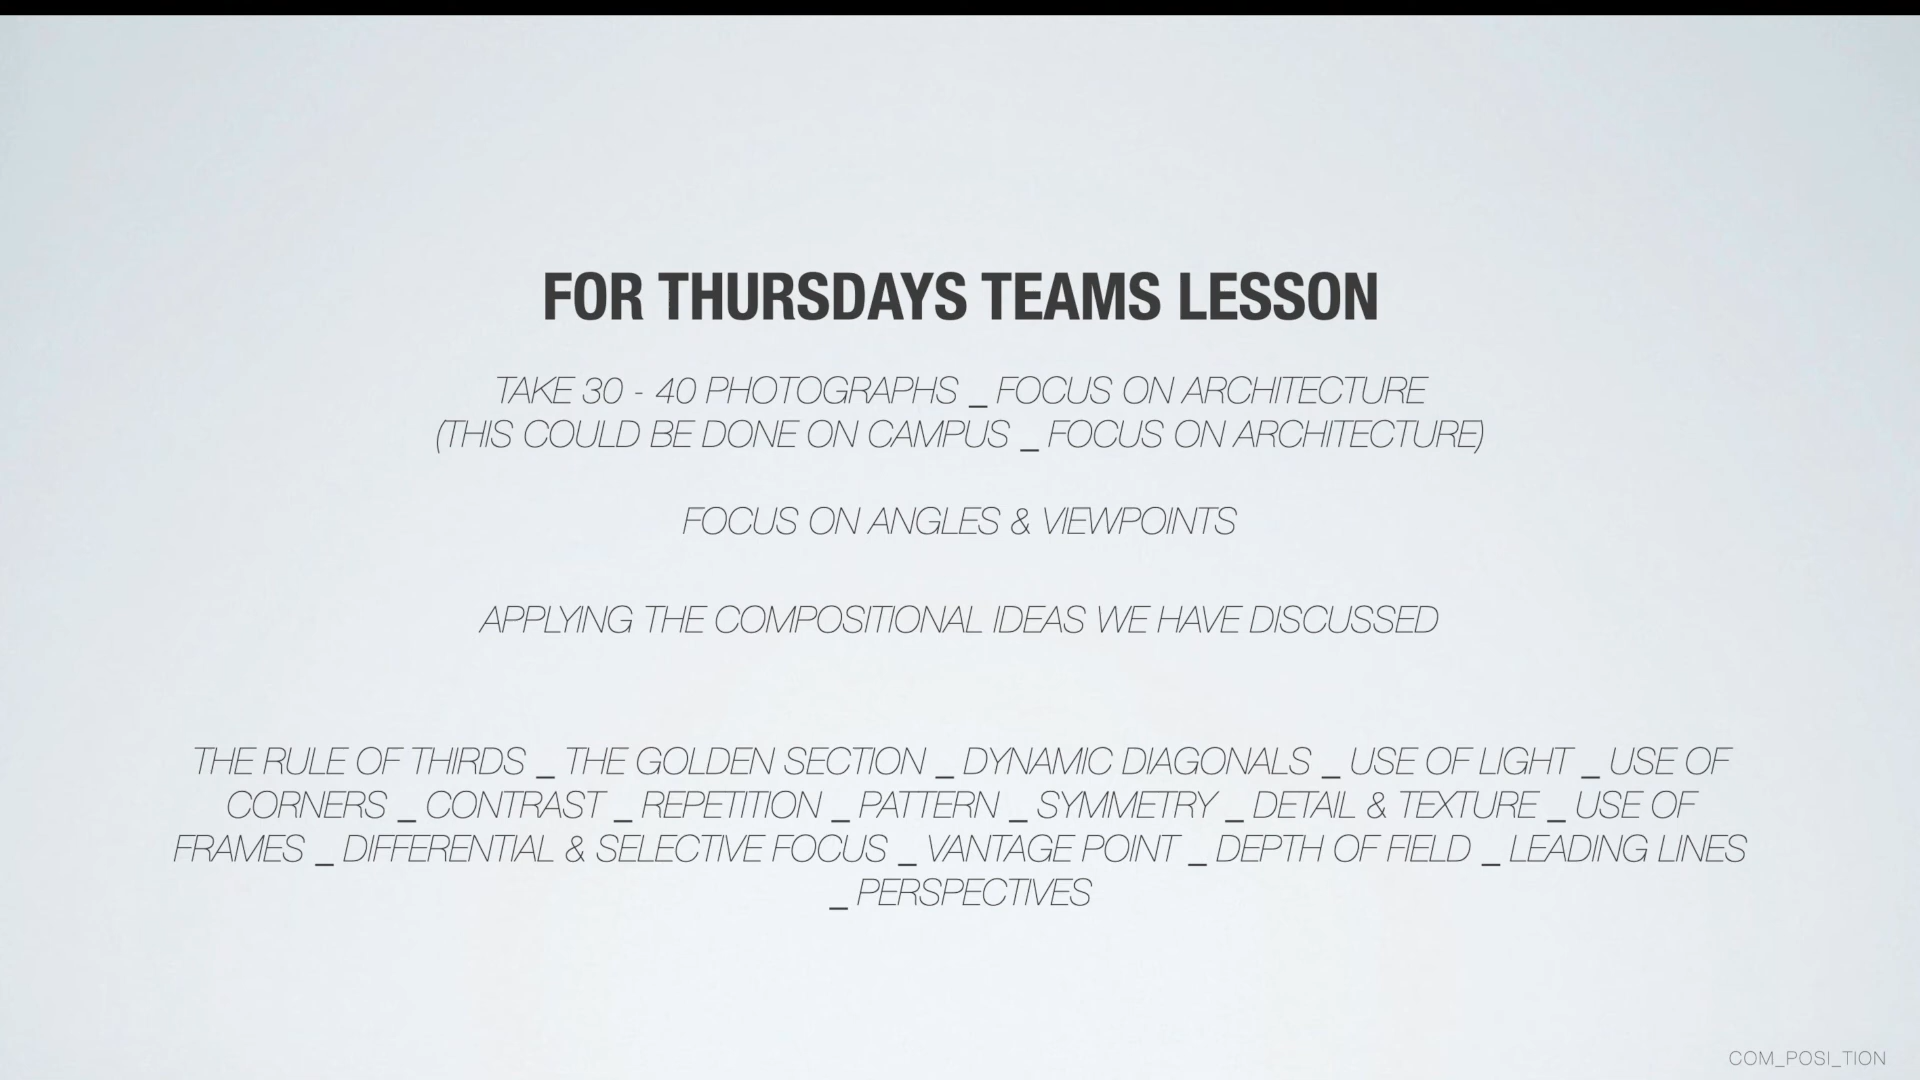 FOR THURSDAYS TEAMS LESSON
TAKE 30 - 40 PHOTOGRAPHS _ FOCUS ON ARCHITECTURE
(THIS COULD BE DONE ON CAMPUS _ FOCUS ON ARCHITECTURE)
FOCUS ON ANGLES & VIEWPOINTS
APPLYING THE COMPOSITIONAL IDEAS WE HAVE DISCUSSED
THE RULE OF THIRDS _ THE GOLDEN SECTION _ DYNAMIC DIAGONALS _ USE OF LIGHT _ USE OF
CORNERS _ CONTRAST _ REPETITION _ PATTERN _ SYMMETRY _ DETAIL & TEXTURE _ USE OF
FRAMES _ DIFFERENTIAL & SELECTIVE FOCUS _ VANTAGE POINT _ DEPTH OF FIELD _ LEADING LINES
_ PERSPECTIVES
COM_POSI_TION